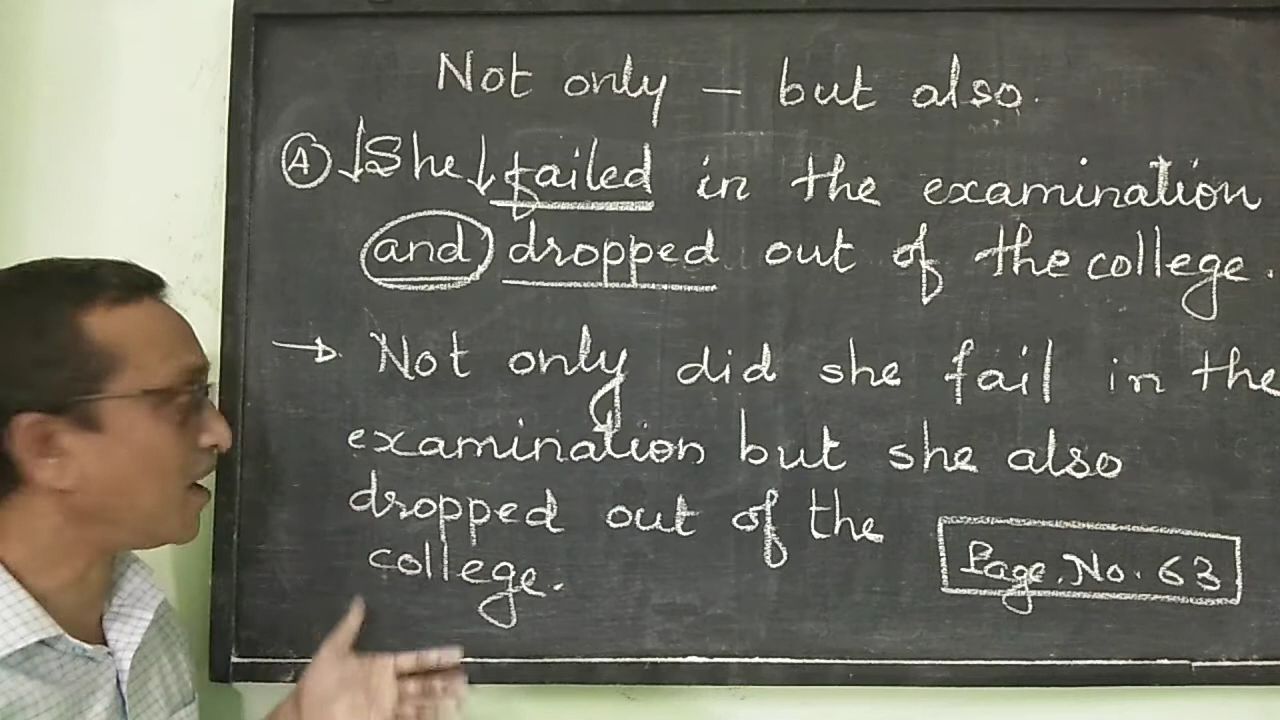 Not only — but also.
Ⓐ ↓She↓ failed in the examination
and dropped out of the college.
→ Not only did she fail in the
examination but she also
dropped out of the
college.
Page. No. 63